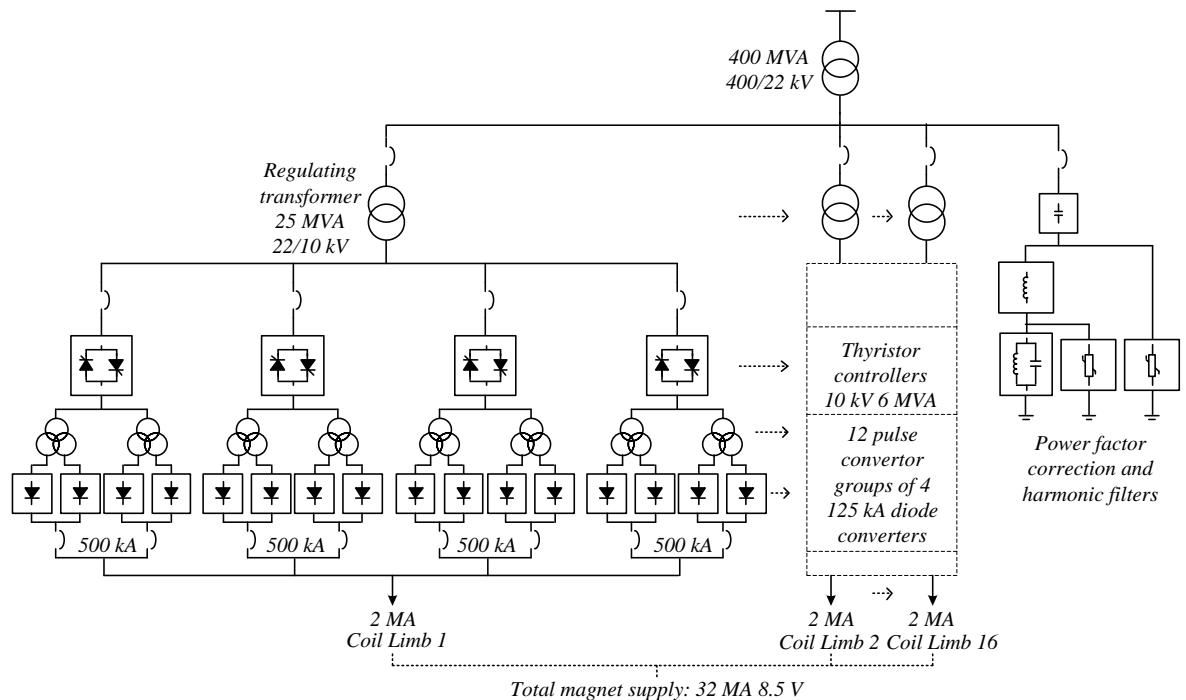 400 MVA
400/22 kV
Regulating
transformer
25 MVA
22/10 kV
Thyristor
controllers
10 kV 6 MVA
12 pulse
convertor
groups of 4
125 kA diode
converters
Power factor
correction and
harmonic filters
500 kA
500 kA
500 kA
500 kA
2 MA
Coil Limb 1
2 MA
Coil Limb 2
2 MA
Coil Limb 16
Total magnet supply: 32 MA 8.5 V